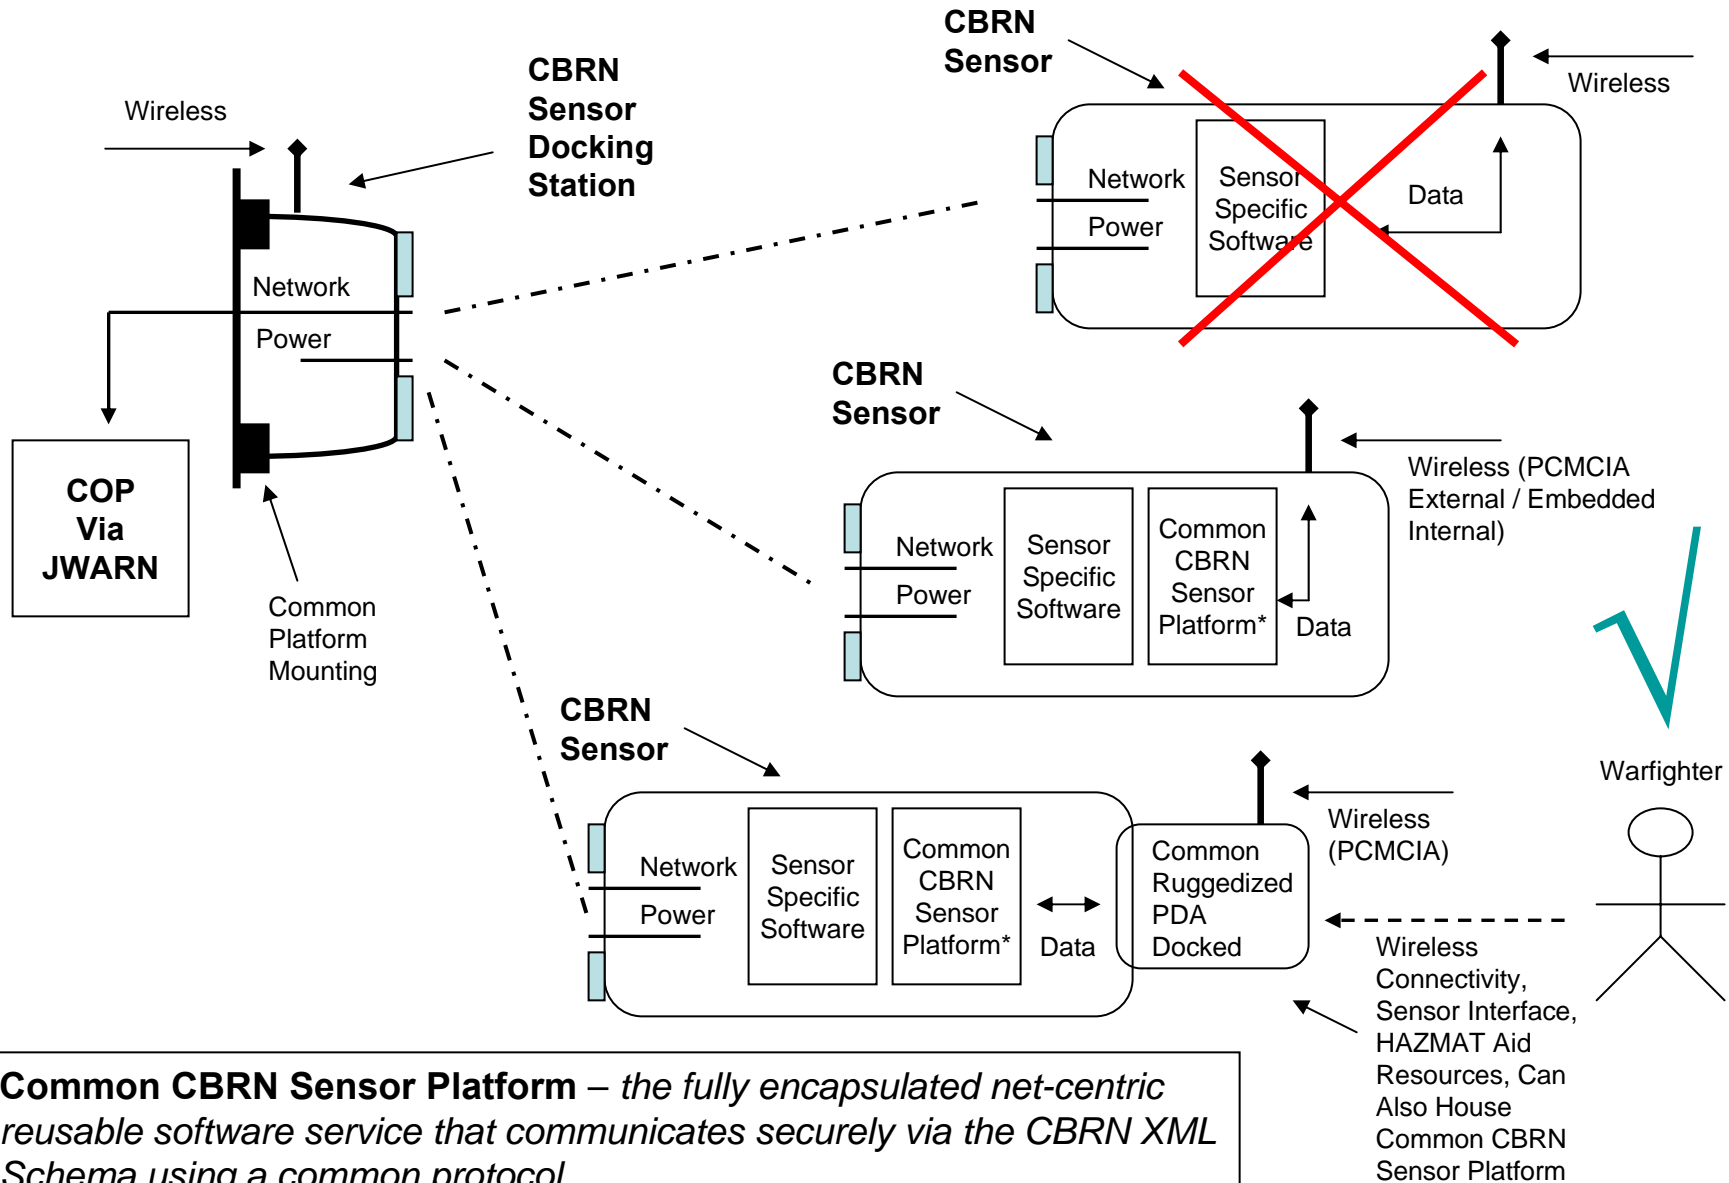 CBRN
Sensor
Wireless
CBRN
Sensor
Docking
Station
Wireless
Network
Power
Sensor
Specific
Software
Data
Network
Power
COP
Via
JWARN
Common
Platform
Mounting
CBRN
Sensor
Wireless (PCMCIA
External / Embedded
Internal)
Network
Power
Sensor
Specific
Software
Common
CBRN
Sensor
Platform*
Data
CBRN
Sensor
Network
Power
Sensor
Specific
Software
Common
CBRN
Sensor
Platform*
Data
Common
Ruggedized
PDA
Docked
Wireless
(PCMCIA)
Warfighter
Wireless
Connectivity,
Sensor Interface,
HAZMAT Aid
Resources, Can
Also House
Common CBRN
Sensor Platform
Common CBRN Sensor Platform – the fully encapsulated net-centric
reusable software service that communicates securely via the CBRN XML
Schema using a common protocol